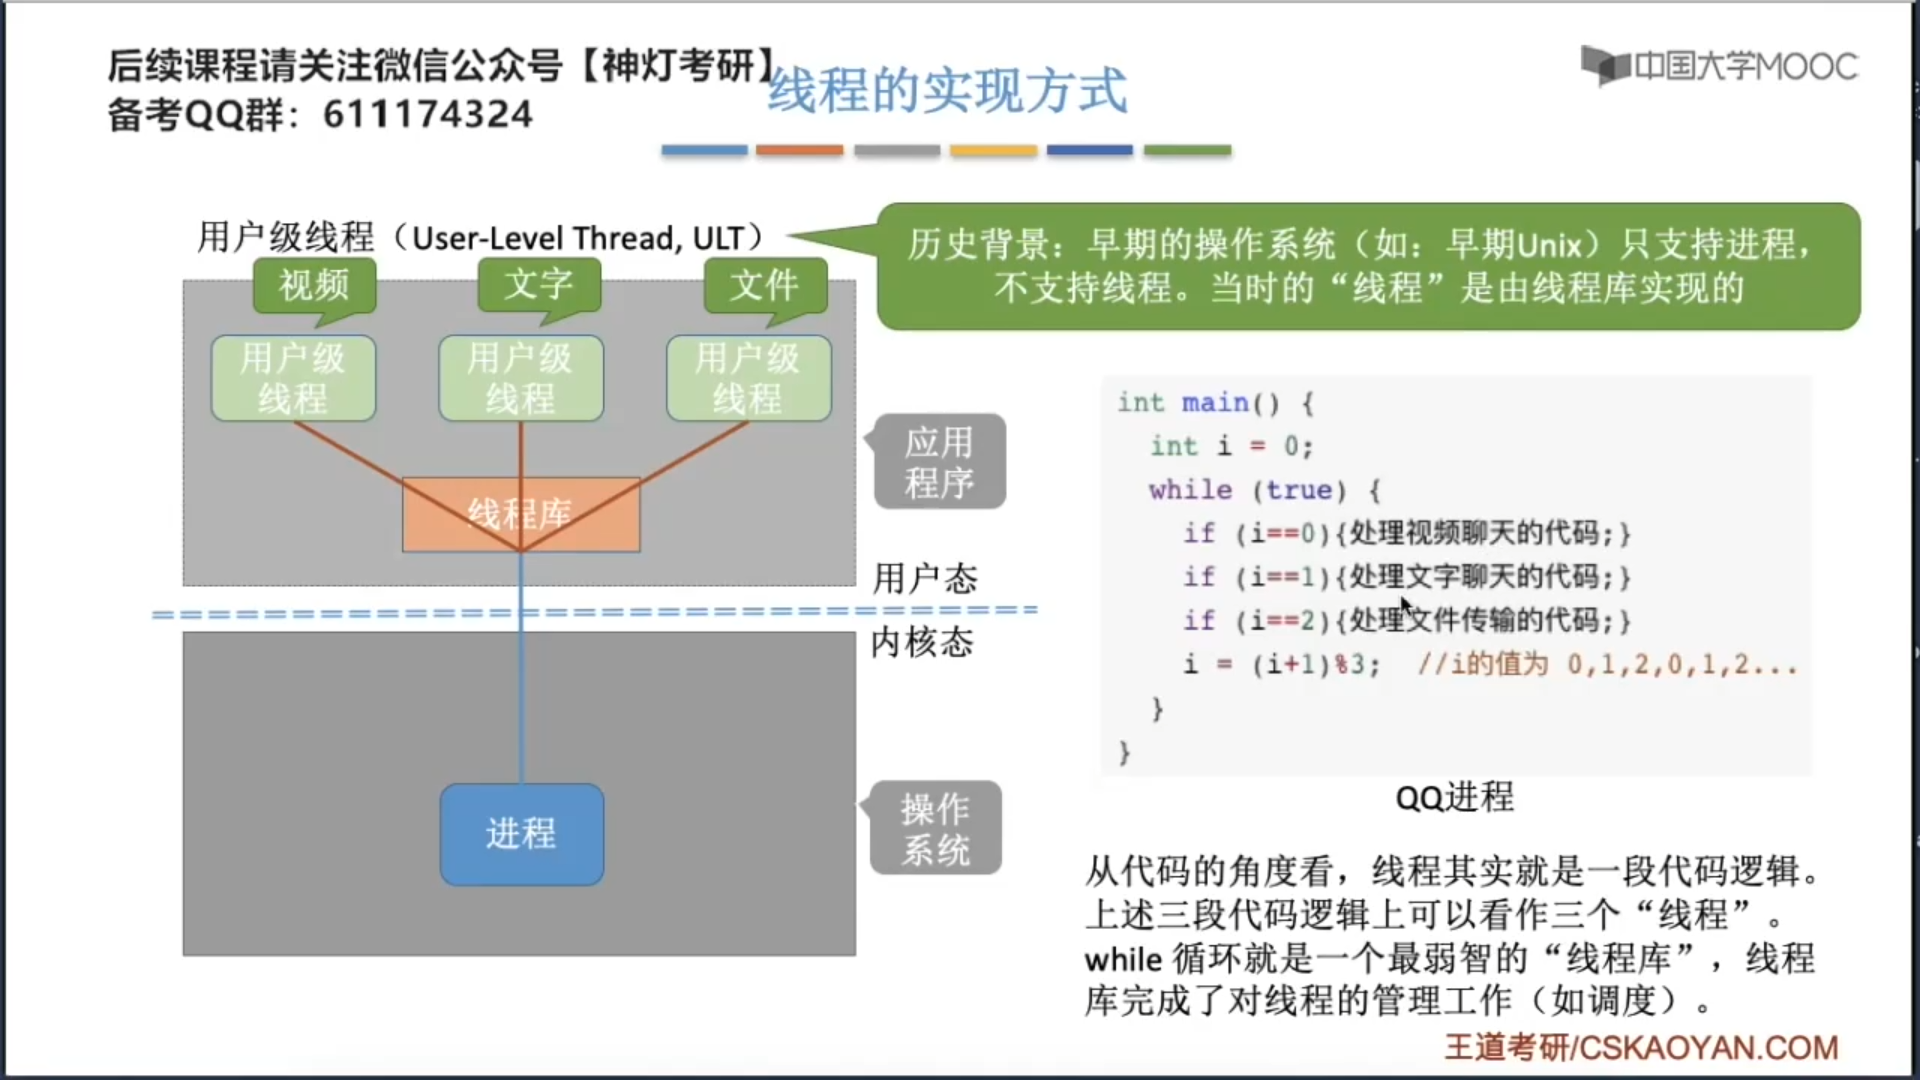 后续课程请关注微信公众号【神灯考研】
备考QQ群：611174324
线程的实现方式
中国大学MOOC
用户级线程（User-Level Thread, ULT）
历史背景：早期的操作系统（如：早期Unix）只支持进程，
不支持线程。当时的“线程”是由线程库实现的
视频
文字
文件
用户级
线程
用户级
线程
用户级
线程
线程库
应用
程序
用户态
内核态
进程
操作
系统
int main() {
int i = 0;
while (true) {
if (i==0){处理视频聊天的代码;}
if (i==1){处理文字聊天的代码;}
if (i==2){处理文件传输的代码;}
i = (i+1)%3; //i的值为 0,1,2,0,1,2...
}
}
QQ进程
从代码的角度看，线程其实就是一段代码逻辑。
上述三段代码逻辑上可以看作三个“线程”。
while 循环就是一个最弱智的“线程库”，线程
库完成了对线程的管理工作（如调度）。
王道考研/CSKAOYAN.COM